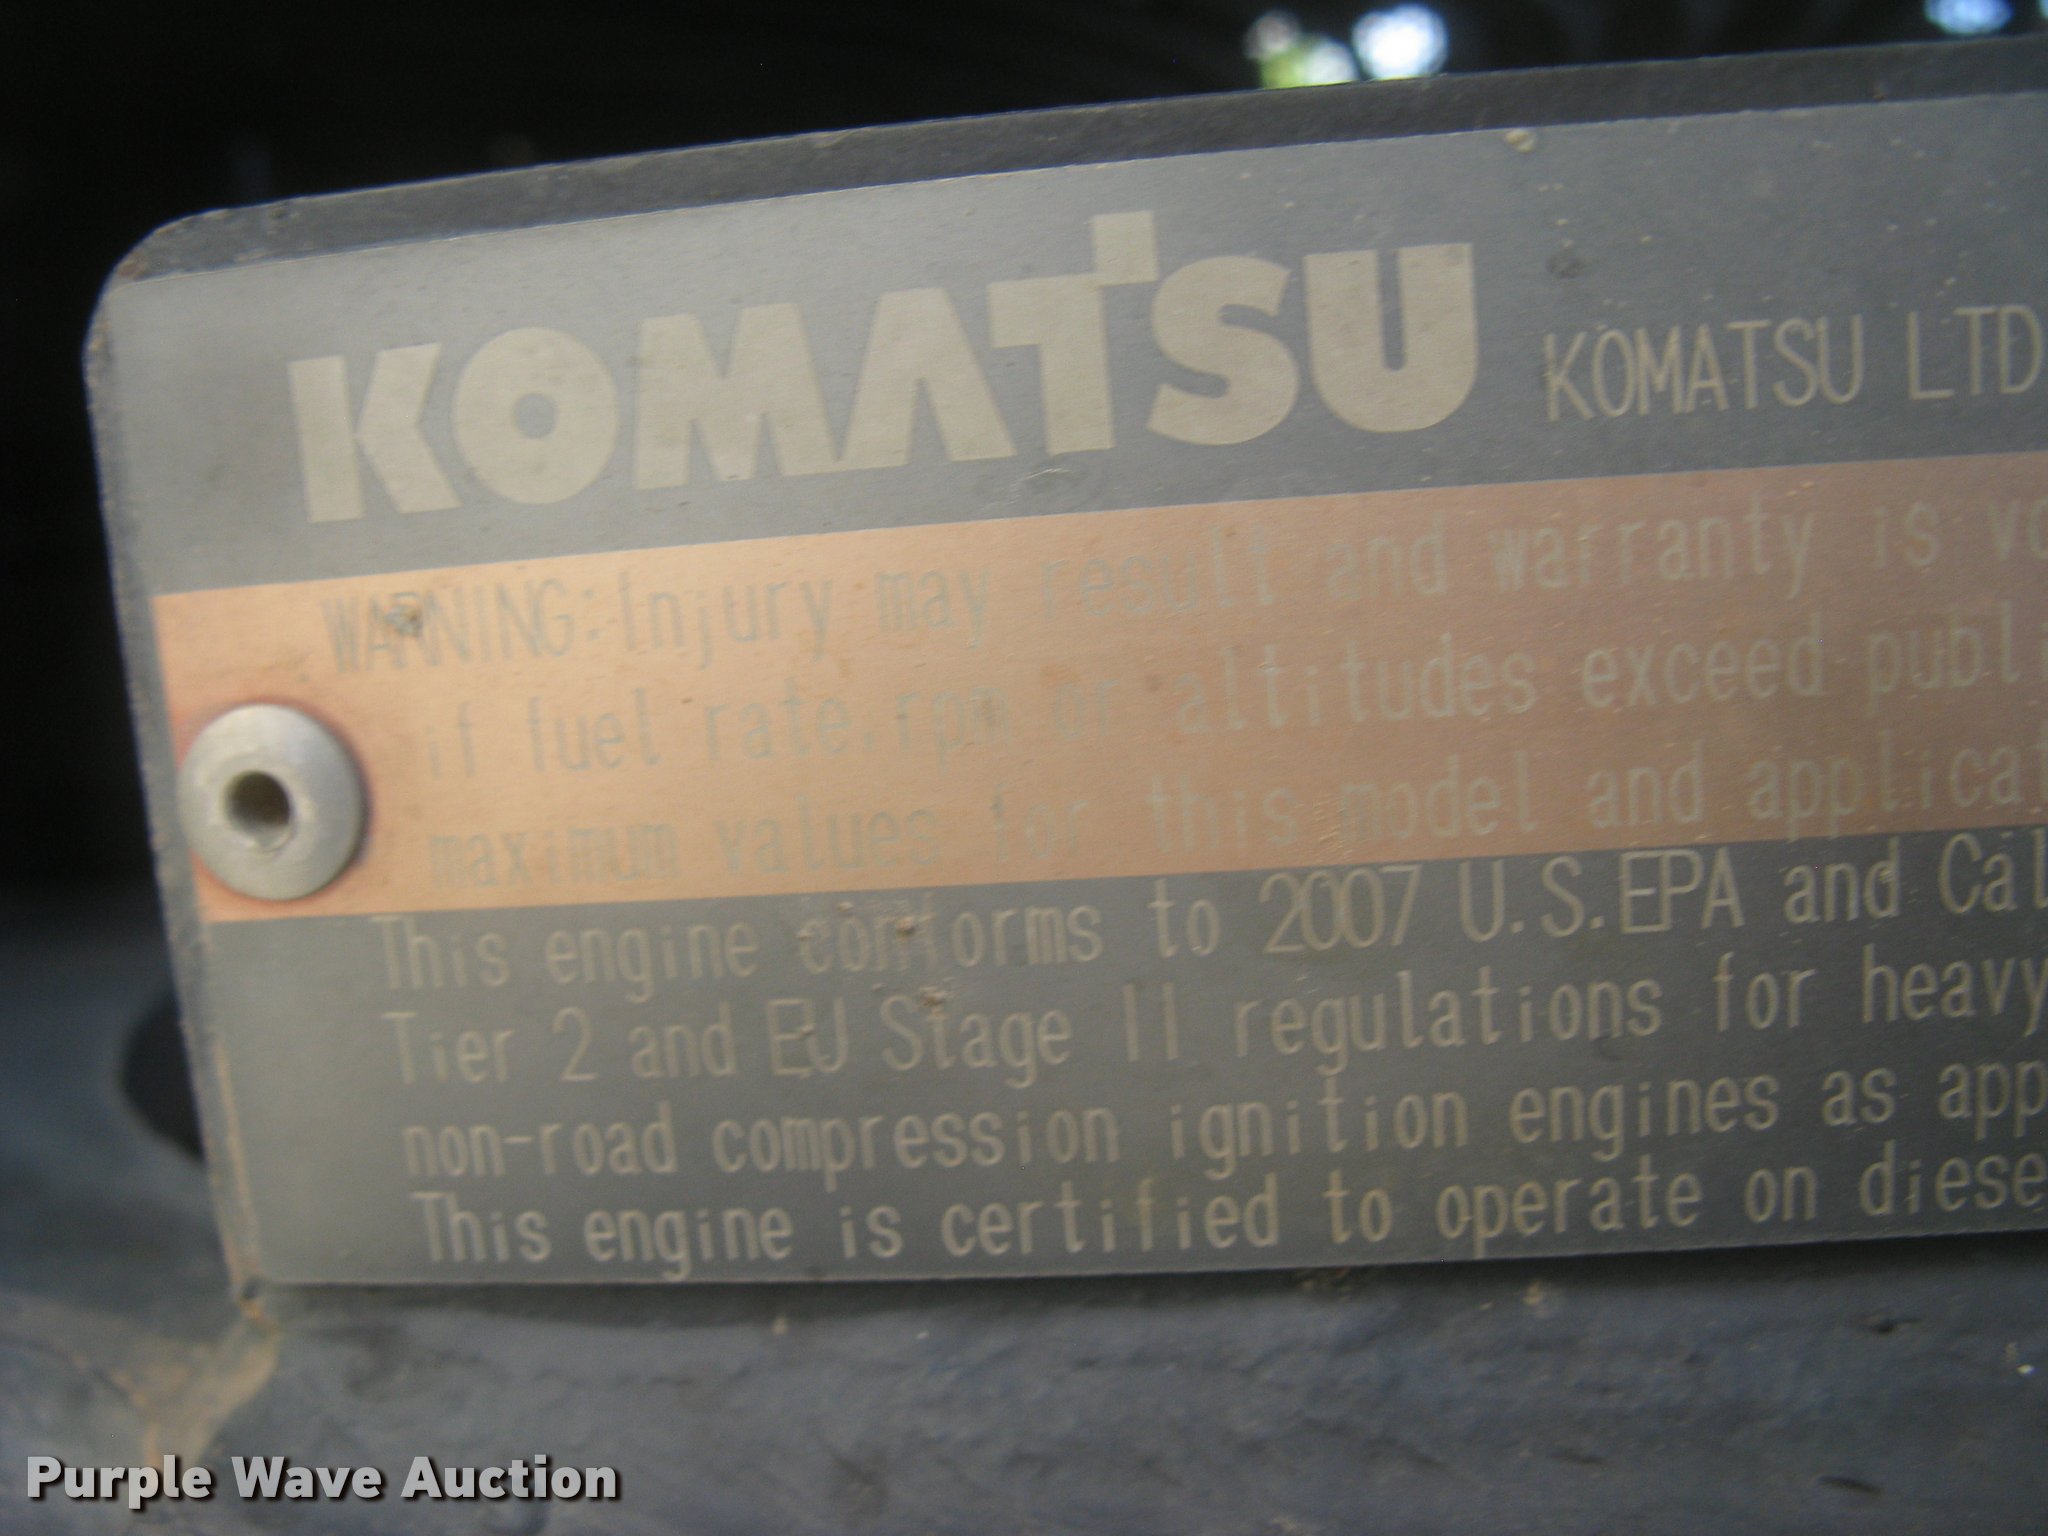 KOMATSU KOMATSU LTD
WARNING: Injury may result and warranty is vo
if fuel rate, rpm or altitudes exceed publi
maximum values for this model and applicat
This engine conforms to 2007 U.S.EPA and Cal
Tier 2 and EU Stage II regulations for heavy
non-road compression ignition engines as app
This engine is certified to operate on diese
Purple Wave Auction